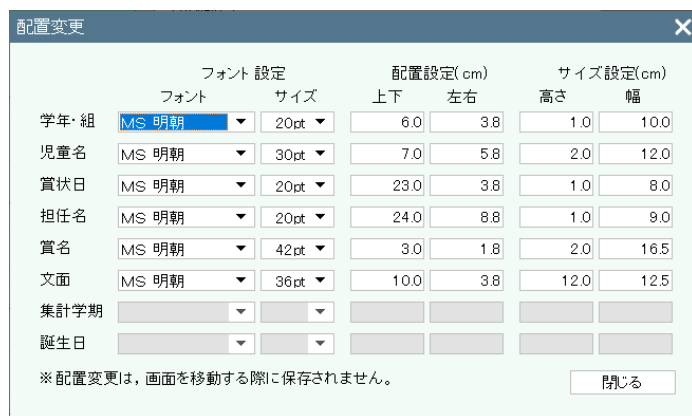 配置変更
フォント設定 配置設定(cm) サイズ設定(cm)
フォント サイズ 上下 左右 高さ 幅
学年・組 MS 明朝 20pt 6.0 3.8 1.0 10.0
児童名 MS 明朝 30pt 7.0 5.8 2.0 12.0
賞状日 MS 明朝 20pt 23.0 3.8 1.0 8.0
担任名 MS 明朝 20pt 24.0 8.8 1.0 9.0
賞名 MS 明朝 42pt 3.0 1.8 2.0 16.5
文面 MS 明朝 36pt 10.0 3.8 12.0 12.5
集計学期
誕生日
※配置変更は，画面を移動する際に保存されません。 閉じる